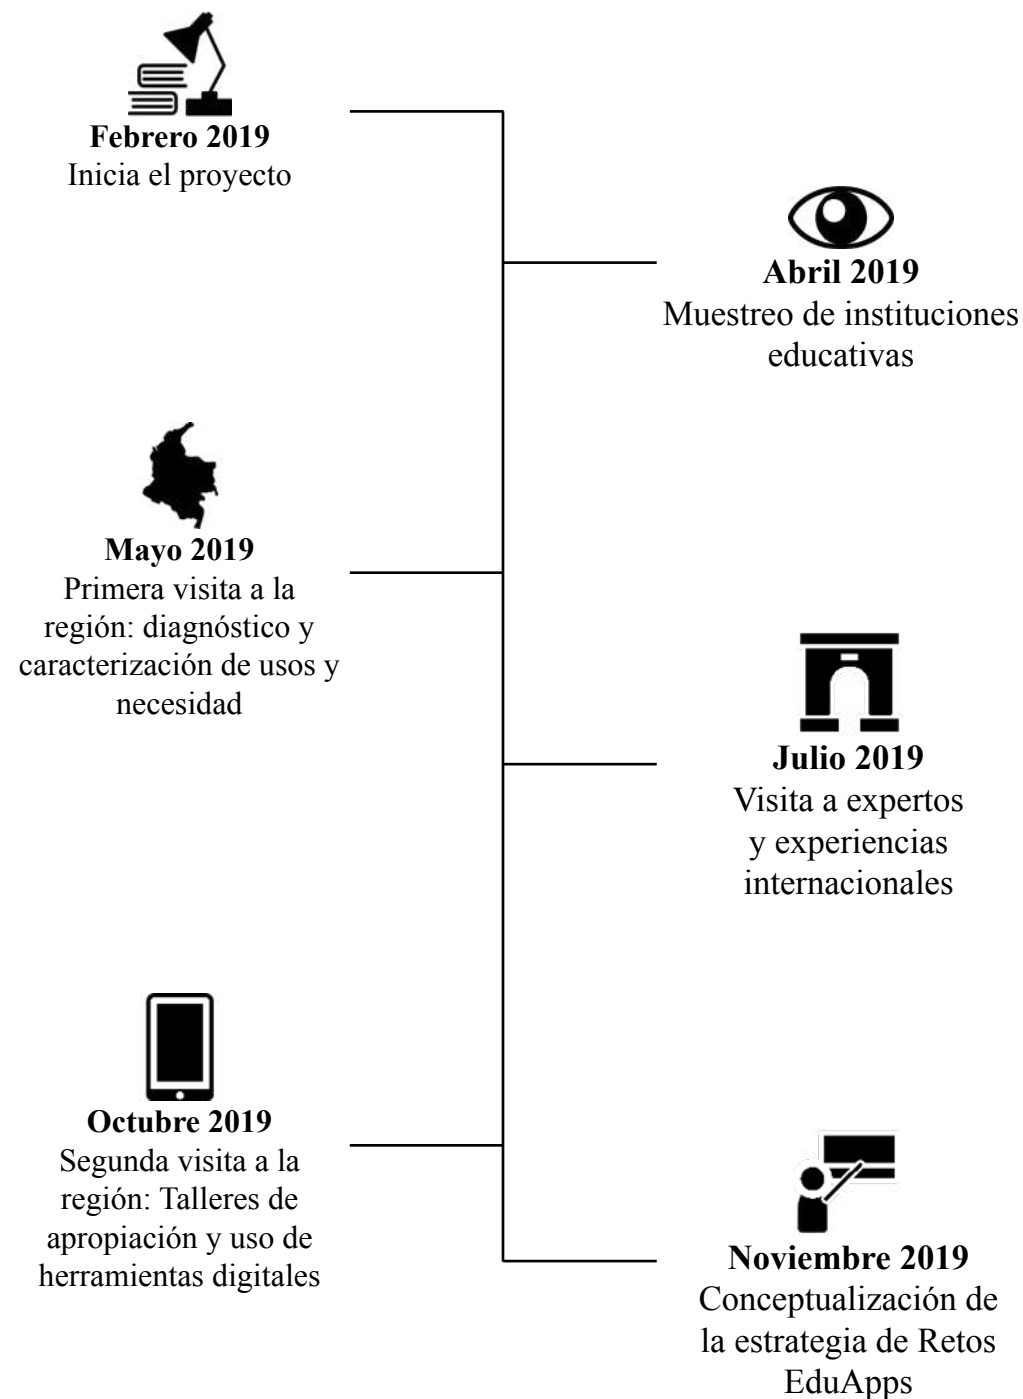 Febrero 2019
Inicia el proyecto
Abril 2019
Muestreo de instituciones
educativas
Mayo 2019
Primera visita a la
región: diagnóstico y
caracterización de usos y
necesidad
Julio 2019
Visita a expertos
y experiencias
internacionales
Octubre 2019
Segunda visita a la
región: Talleres de
apropiación y uso de
herramientas digitales
Noviembre 2019
Conceptualización de
la estrategia de Retos
EduApps